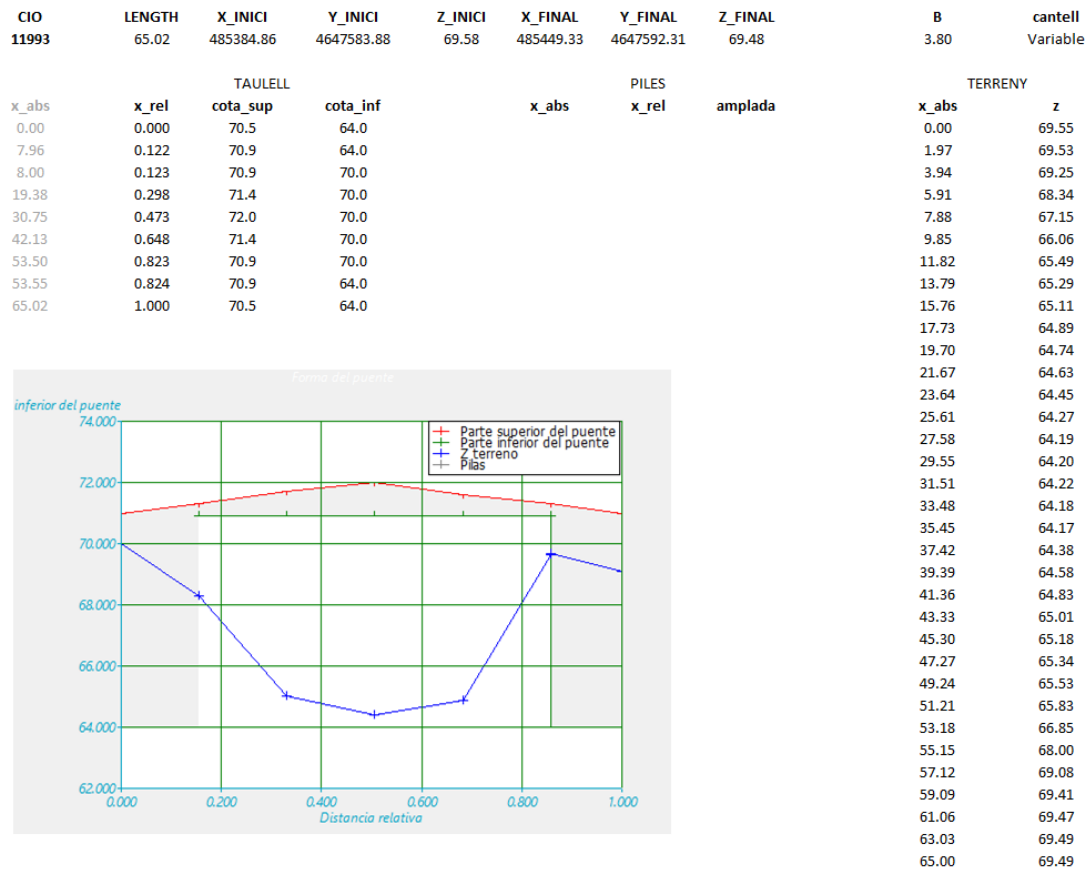 CIO LENGTH X_INICI Y_INICI Z_INICI X_FINAL Y_FINAL Z_FINAL B cantell
11993 65.02 485384.86 4647583.88 69.58 485449.33 4647592.31 69.48 3.80 Variable
TAULELL PILES TERRENY
x_abs x_rel cota_sup cota_inf x_abs x_rel amplada x_abs z
0.00 0.000 70.5 64.0 0.00 69.55
7.96 0.122 70.9 64.0 1.97 69.53
8.00 0.123 70.9 70.0 3.94 69.25
19.38 0.298 71.4 70.0 5.91 68.34
30.75 0.473 72.0 70.0 7.88 67.15
42.13 0.648 71.4 70.0 9.85 66.06
53.50 0.823 70.9 70.0 11.82 65.49
53.55 0.824 70.9 64.0 13.79 65.29
65.02 1.000 70.5 64.0 15.76 65.11
17.73 64.89
19.70 64.74
21.67 64.63
23.64 64.45
25.61 64.27
27.58 64.19
29.55 64.20
31.51 64.22
33.48 64.18
35.45 64.17
37.42 64.38
39.39 64.58
41.36 64.83
43.33 65.01
45.30 65.18
47.27 65.34
49.24 65.53
51.21 65.83
53.18 66.85
55.15 68.00
57.12 69.08
59.09 69.41
61.06 69.47
63.03 69.49
65.00 69.49
Forma del puente
inferior del puente
74.000
72.000
70.000
68.000
66.000
64.000
62.000
Parte superior del puente
Parte inferior del puente
Z terreno
Pilas
0.000 0.200 0.400 0.600 0.800 1.000
Distancia relativa